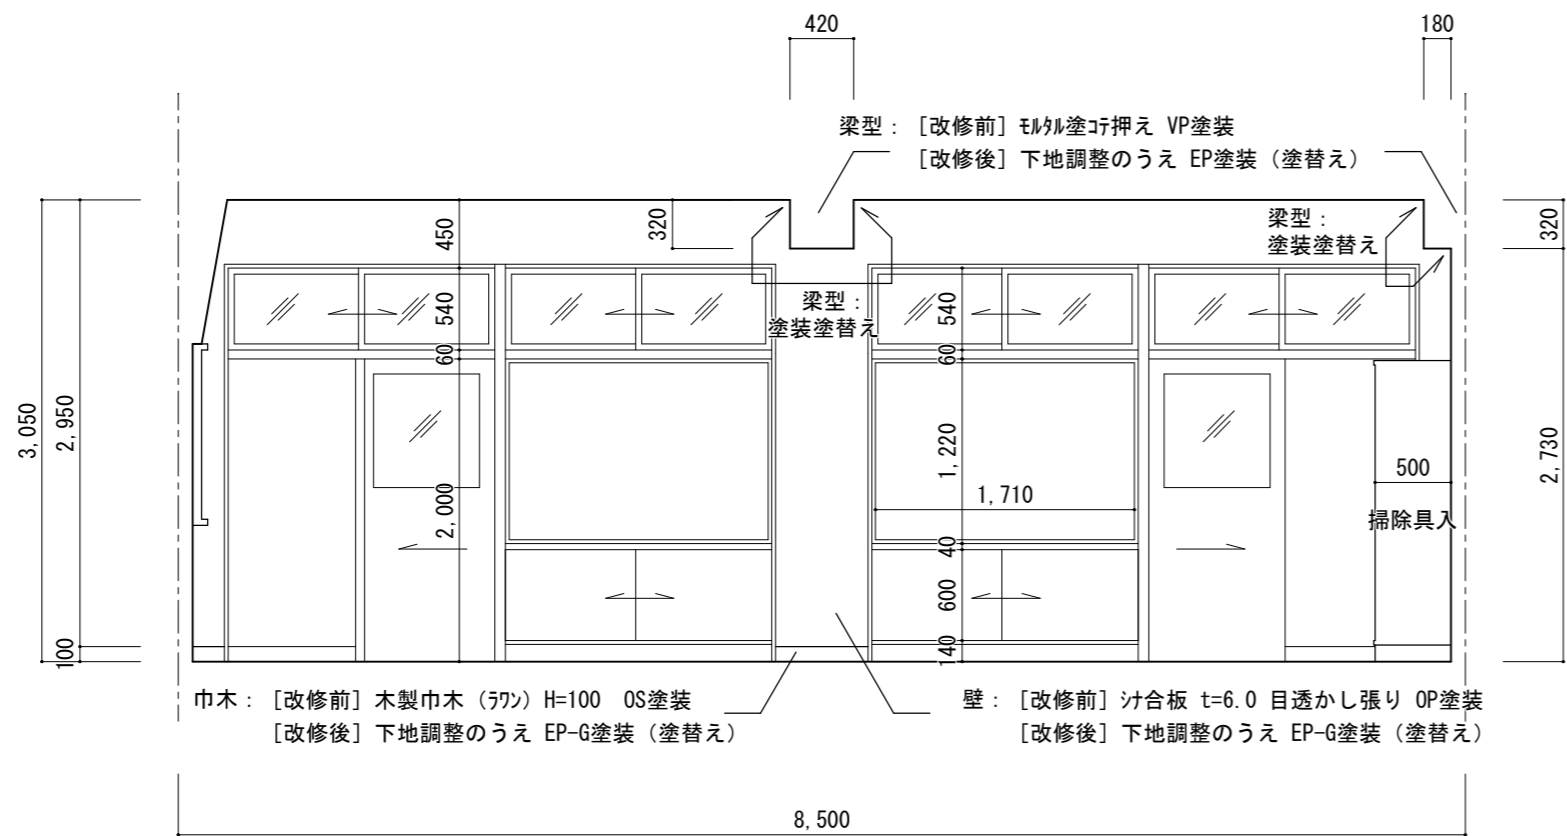 420
180
梁型： ［改修前］ ﾓﾙﾀﾙ塗ｺﾃ押え VP塗装
［改修後］ 下地調整のうえ EP塗装（塗替え）
320
450
梁型：
塗装塗替え
320
540
梁型：
塗装塗替え
540
60
60
3,050
2,950
1,220
2,730
500
1,710
2,000
掃除具入
40
600
100
140
巾木： ［改修前］ 木製巾木（ﾗﾜﾝ）H=100 OS塗装
［改修後］ 下地調整のうえ EP-G塗装（塗替え）
壁： ［改修前］ ｼﾅ合板 t=6.0 目透かし張り OP塗装
［改修後］ 下地調整のうえ EP-G塗装（塗替え）
8,500